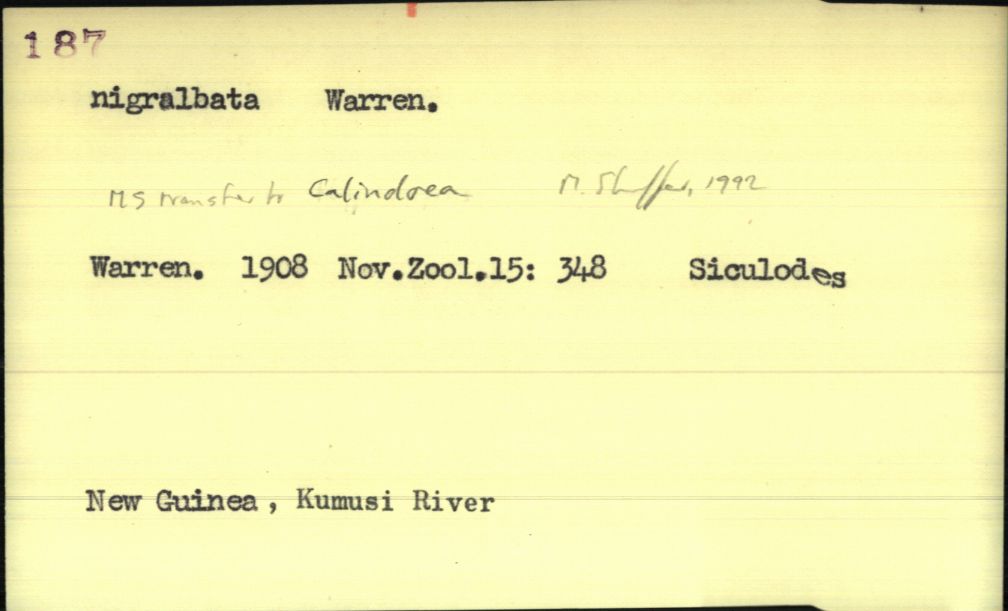 187
nigralbata Warren.
MS transfer to Calindoea M. Shaffer, 1992
Warren. 1908 Nov.Zool.15: 348 Siculodes
New Guinea, Kumusi River